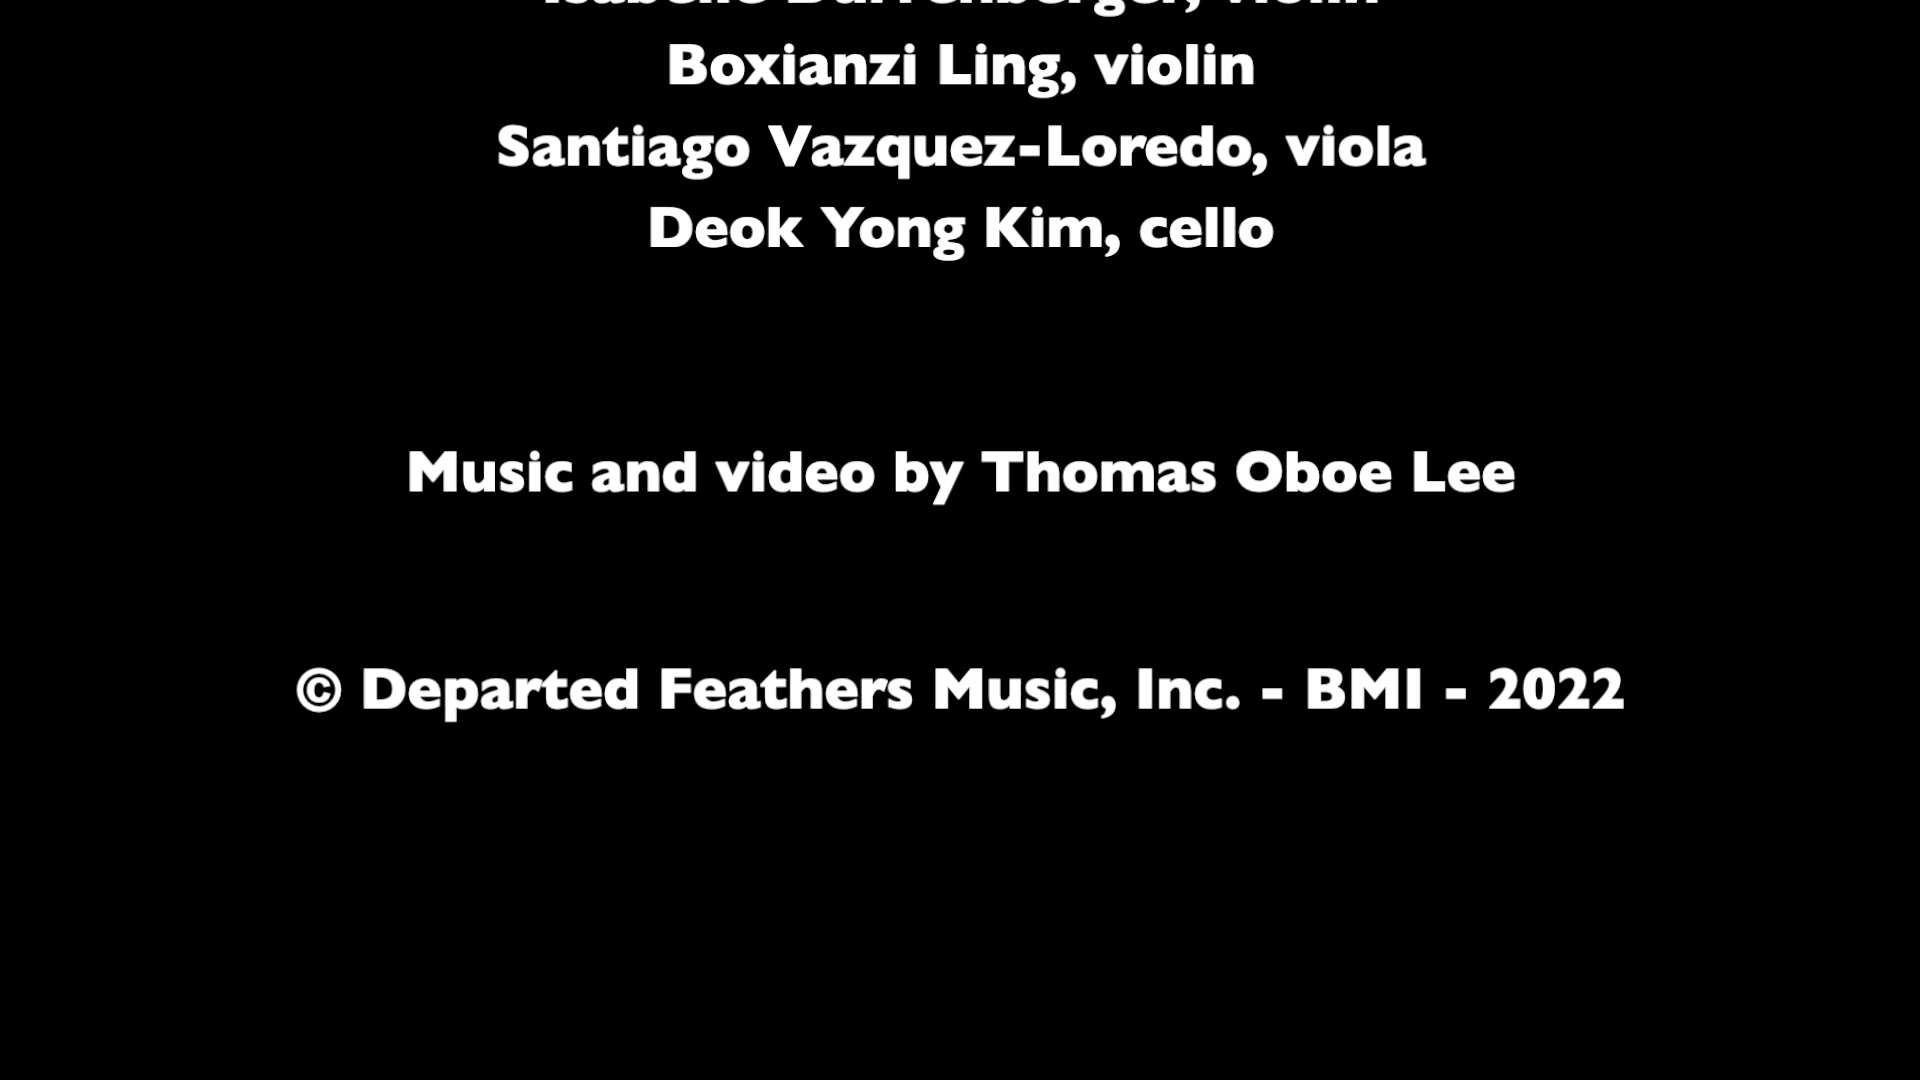 violin
Boxianzi Ling, violin
Santiago Vazquez-Loredo, viola
Deok Yong Kim, cello
Music and video by Thomas Oboe Lee
© Departed Feathers Music, Inc. - BMI - 2022